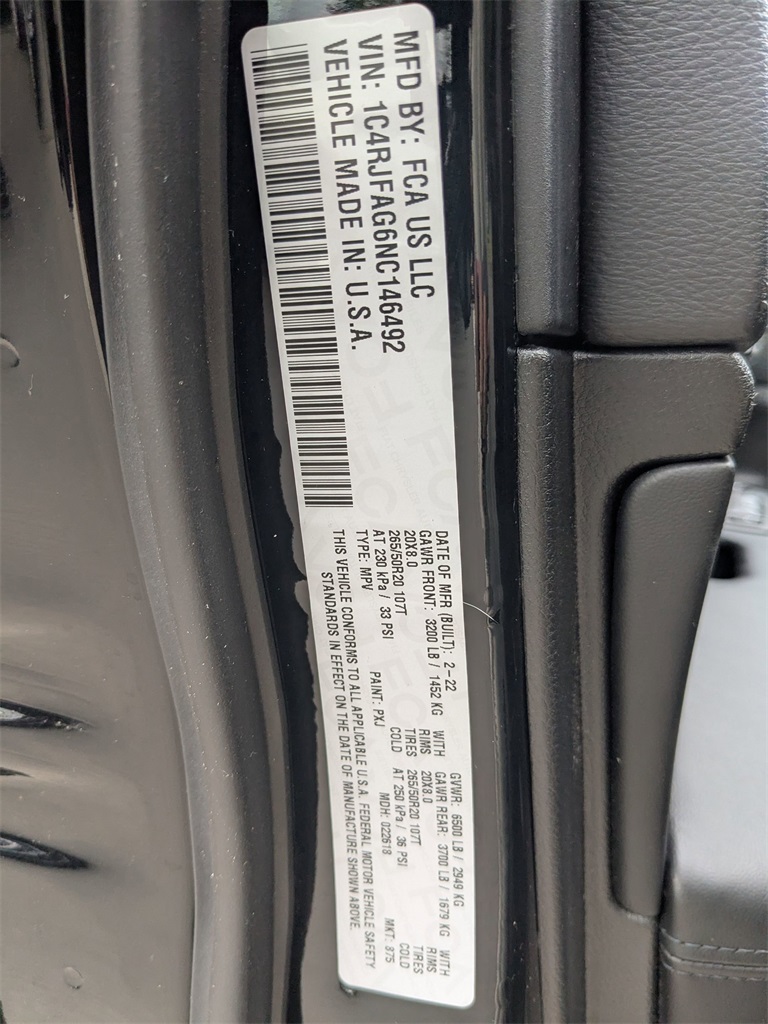 MFD BY: FCA US LLC
VIN: 1C4RJFAG6NC146492
VEHICLE MADE IN: U.S.A.
DATE OF MFR (BUILT): 2-22 GVWR: 6500 LB / 2949 KG
GAWR FRONT: 3200 LB / 1452 KG WITH GAWR REAR: 3700 LB / 1679 KG WITH
20X8.0 RIMS 20X8.0 RIMS
265/50R20 107T TIRES 265/50R20 107T TIRES
AT 230 kPa / 33 PSI COLD AT 250 kPa / 36 PSI COLD
TYPE: MPV PAINT: PXJ MDH: 022618 MKT: 875
THIS VEHICLE CONFORMS TO ALL APPLICABLE U.S.A. FEDERAL MOTOR VEHICLE SAFETY
STANDARDS IN EFFECT ON THE DATE OF MANUFACTURE SHOWN ABOVE.